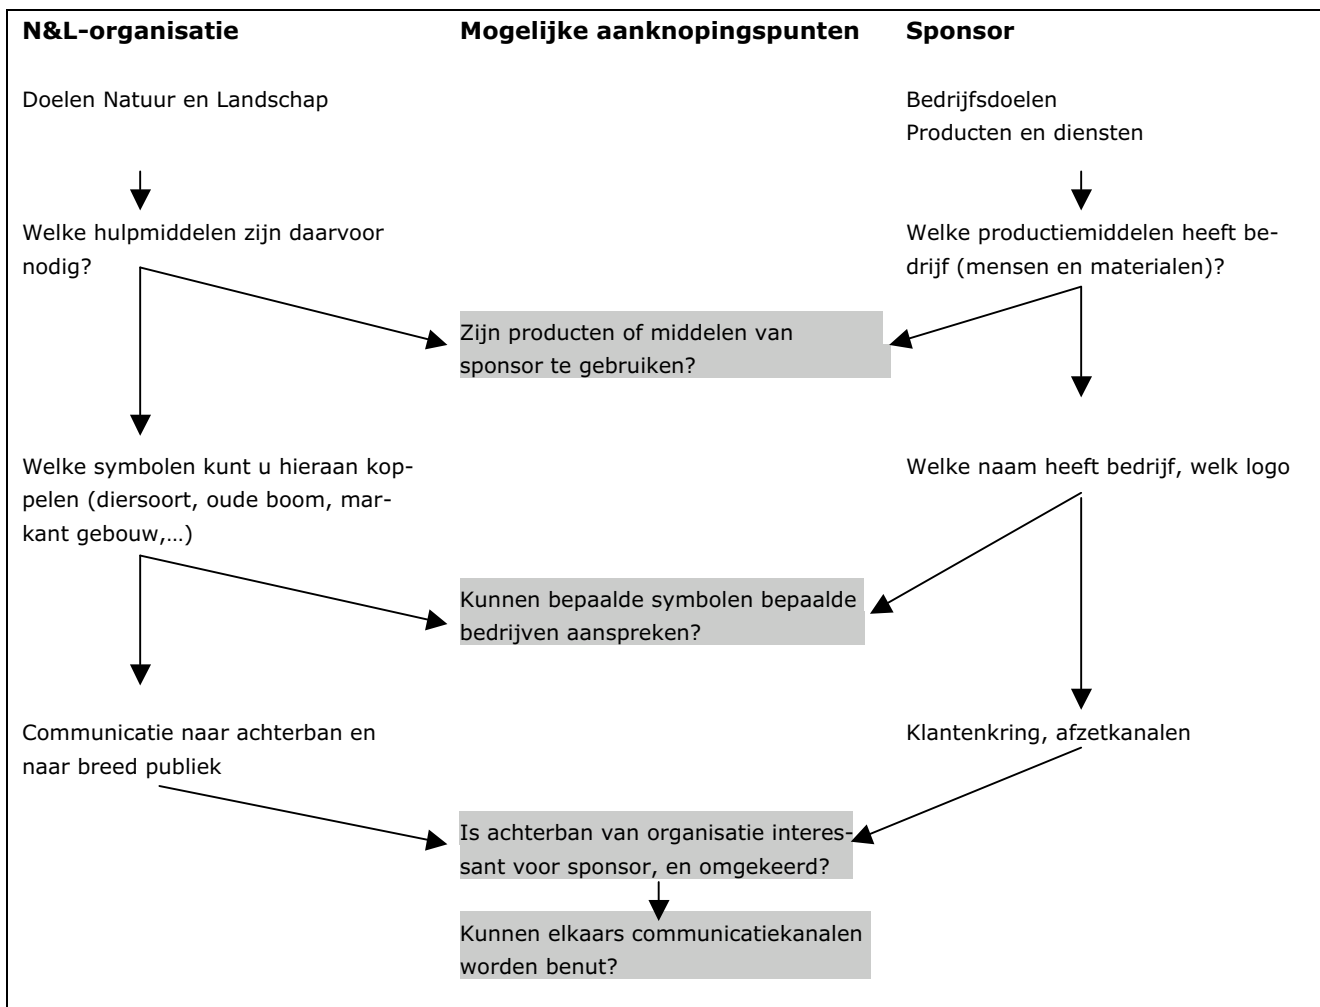 N&L-organisatie
Mogelijke aanknopingspunten
Sponsor
Doelen Natuur en Landschap
Bedrijfsdoelen
Producten en diensten
Welke hulpmiddelen zijn daarvoor
nodig?
Welke productiemiddelen heeft be-
drijf (mensen en materialen)?
Zijn producten of middelen van
sponsor te gebruiken?
Welke symbolen kunt u hieraan kop-
pelen (diersoort, oude boom, mar-
kant gebouw,…)
Welke naam heeft bedrijf, welk logo
Kunnen bepaalde symbolen bepaalde
bedrijven aanspreken?
Communicatie naar achterban en
naar breed publiek
Klantenkring, afzetkanalen
Is achterban van organisatie interes-
sant voor sponsor, en omgekeerd?
Kunnen elkaars communicatiekanalen
worden benut?